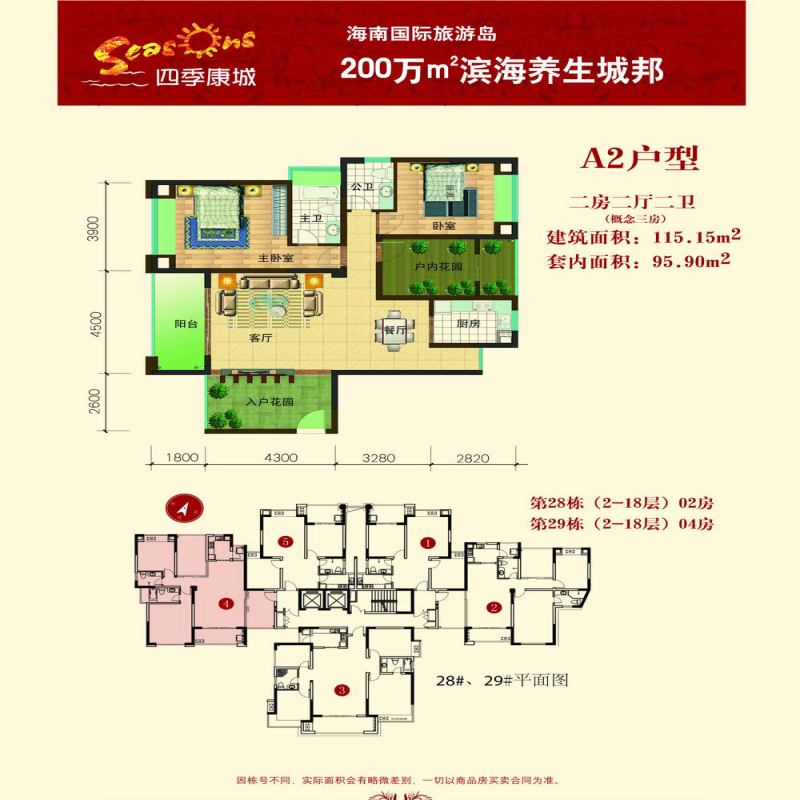 Seasons
四季康城
海南国际旅游岛
200万m²滨海养生城邦
A2户型
二房二厅二卫
（概念三房）
建筑面积：115.15m²
套内面积：95.90m²
3900
4500
2600
主卧室
主卫
公卫
卧室
户内花园
阳台
客厅
餐厅
厨房
入户花园
1800
4300
3280
2820
第28栋（2-18层）02房
第29栋（2-18层）04房
A
5
1
4
2
3
28#、29#平面图
因栋号不同，实际面积会有略微差别，一切以商品房买卖合同为准。